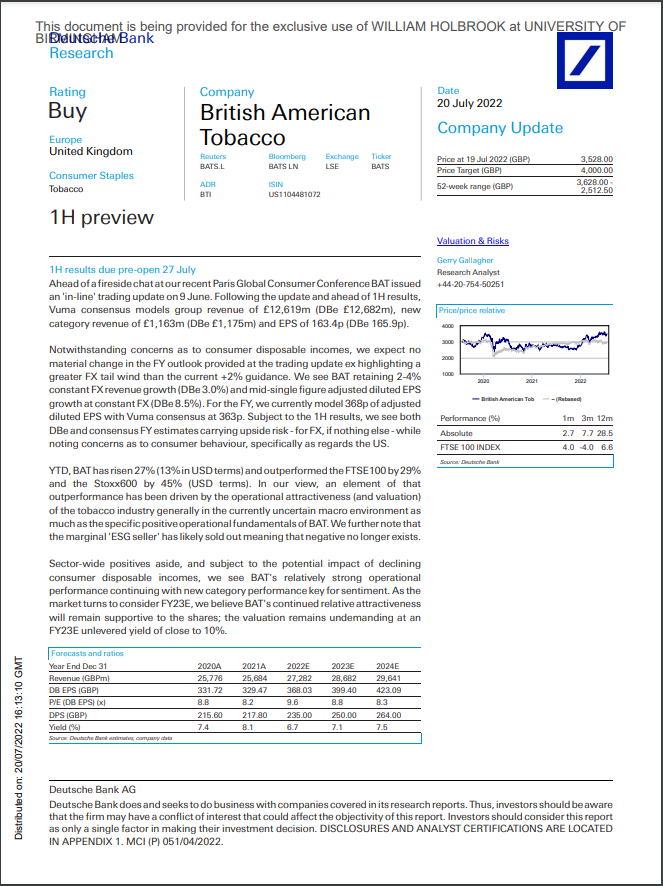 This document is being provided for the exclusive use of WILLIAM HOLBROOK at UNIVERSITY OF
BIRMINGHAM.
Deutsche Bank
Research
Rating
Buy
Europe
United Kingdom
Consumer Staples
Tobacco
Company
British American
Tobacco
Reuters Bloomberg Exchange Ticker
BATS.L BATS LN LSE BATS
ADR ISIN
BTI US1104481072
Date
20 July 2022
Company Update
Price at 19 Jul 2022 (GBP) 3,528.00
Price Target (GBP) 4,000.00
52-week range (GBP) 3,628.00 -
2,512.50
1H preview
Valuation & Risks
Gerry Gallagher
Research Analyst
+44-20-754-50251
Price/price relative
4000
3000
2000
1000
2020 2021 2022
British American Tob (Rebased)
Performance (%) 1m 3m 12m
Absolute 2.7 7.7 28.5
FTSE 100 INDEX 4.0 -4.0 6.6
Source: Deutsche Bank
1H results due pre-open 27 July
Ahead of a fireside chat at our recent Paris Global Consumer Conference BAT issued
an 'in-line' trading update on 9 June. Following the update and ahead of 1H results,
Vuma consensus models group revenue of £12,619m (DBe £12,682m), new
category revenue of £1,163m (DBe £1,175m) and EPS of 163.4p (DBe 165.9p).
Notwithstanding concerns as to consumer disposable incomes, we expect no
material change in the FY outlook provided at the trading update ex highlighting a
greater FX tail wind than the current +2% guidance. We see BAT retaining 2-4%
constant FX revenue growth (DBe 3.0%) and mid-single figure adjusted diluted EPS
growth at constant FX (DBe 8.5%). For the FY, we currently model 368p of adjusted
diluted EPS with Vuma consensus at 363p. Subject to the 1H results, we see both
DBe and consensus FY estimates carrying upside risk - for FX, if nothing else - while
noting concerns as to consumer behaviour, specifically as regards the US.
YTD, BAT has risen 27% (13% in USD terms) and outperformed the FTSE100 by 29%
and the Stoxx600 by 45% (USD terms). In our view, an element of that
outperformance has been driven by the operational attractiveness (and valuation)
of the tobacco industry generally in the currently uncertain macro environment as
much as the specific positive operational fundamentals of BAT. We further note that
the marginal 'ESG seller' has likely sold out meaning that negative no longer exists.
Sector-wide positives aside, and subject to the potential impact of declining
consumer disposable incomes, we see BAT's relatively strong operational
performance continuing with new category performance key for sentiment. As the
market turns to consider FY23E, we believe BAT's continued relative attractiveness
will remain supportive to the shares; the valuation remains undemanding at an
FY23E unlevered yield of close to 10%.
Forecasts and ratios
Year End Dec 31 2020A 2021A 2022E 2023E 2024E
Revenue (GBPm) 25,776 25,684 27,282 28,682 29,641
DB EPS (GBP) 331.72 329.47 368.03 399.40 423.09
P/E (DB EPS) (x) 8.8 8.2 9.6 8.8 8.3
DPS (GBP) 215.60 217.80 235.00 250.00 264.00
Yield (%) 7.4 8.1 6.7 7.1 7.5
Source: Deutsche Bank estimates, company data
Distributed on: 20/07/2022 16:13:10 GMT
Deutsche Bank AG
Deutsche Bank does and seeks to do business with companies covered in its research reports. Thus, investors should be aware
that the firm may have a conflict of interest that could affect the objectivity of this report. Investors should consider this report
as only a single factor in making their investment decision. DISCLOSURES AND ANALYST CERTIFICATIONS ARE LOCATED
IN APPENDIX 1. MCI (P) 051/04/2022.